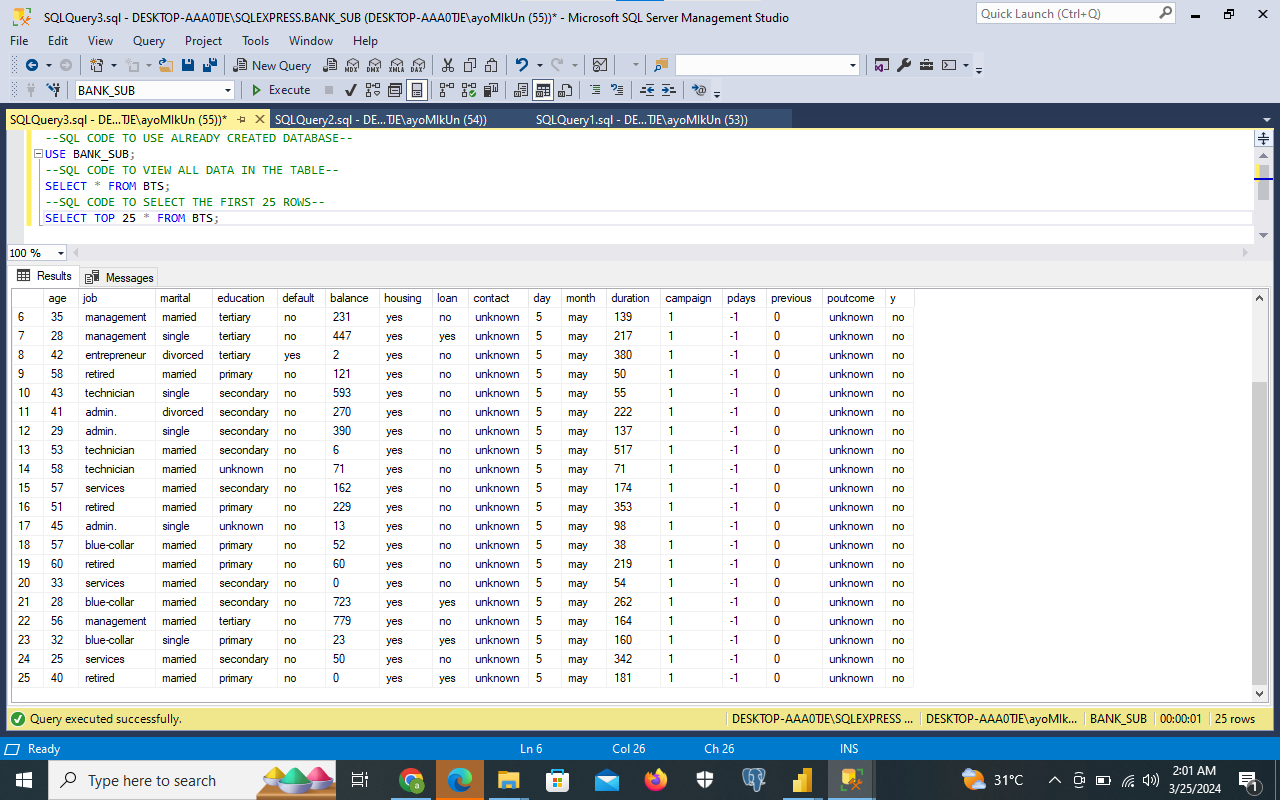 SQLQuery3.sql - DESKTOP-AAA0TJE\SQLEXPRESS.BANK_SUB (DESKTOP-AAA0TJE\ayoMIkUn (55))* - Microsoft SQL Server Management Studio
Quick Launch (Ctrl+Q)
File Edit View Query Project Tools Window Help
New Query MDX DMX XMLA DAX
BANK_SUB Execute
SQLQuery3.sql - DE...TJE\ayoMIkUn (55))* SQLQuery2.sql - DE...TJE\ayoMIkUn (54)) SQLQuery1.sql - DE...TJE\ayoMIkUn (53))
--SQL CODE TO USE ALREADY CREATED DATABASE--
USE BANK_SUB;
--SQL CODE TO VIEW ALL DATA IN THE TABLE--
SELECT * FROM BTS;
--SQL CODE TO SELECT THE FIRST 25 ROWS--
SELECT TOP 25 * FROM BTS;
100 %
Results Messages
age job marital education default balance housing loan contact day month duration campaign pdays previous poutcome y
6 35 management married tertiary no 231 yes no unknown 5 may 139 1 -1 0 unknown no
7 28 management single tertiary no 447 yes yes unknown 5 may 217 1 -1 0 unknown no
8 42 entrepreneur divorced tertiary yes 2 yes no unknown 5 may 380 1 -1 0 unknown no
9 58 retired married primary no 121 yes no unknown 5 may 50 1 -1 0 unknown no
10 43 technician single secondary no 593 yes no unknown 5 may 55 1 -1 0 unknown no
11 41 admin. divorced secondary no 270 yes no unknown 5 may 222 1 -1 0 unknown no
12 29 admin. single secondary no 390 yes no unknown 5 may 137 1 -1 0 unknown no
13 53 technician married secondary no 6 yes no unknown 5 may 517 1 -1 0 unknown no
14 58 technician married unknown no 71 yes no unknown 5 may 71 1 -1 0 unknown no
15 57 services married secondary no 162 yes no unknown 5 may 174 1 -1 0 unknown no
16 51 retired married primary no 229 yes no unknown 5 may 353 1 -1 0 unknown no
17 45 admin. single unknown no 13 yes no unknown 5 may 98 1 -1 0 unknown no
18 57 blue-collar married primary no 52 yes no unknown 5 may 38 1 -1 0 unknown no
19 60 retired married primary no 60 yes no unknown 5 may 219 1 -1 0 unknown no
20 33 services married secondary no 0 yes no unknown 5 may 54 1 -1 0 unknown no
21 28 blue-collar married secondary no 723 yes yes unknown 5 may 262 1 -1 0 unknown no
22 56 management married tertiary no 779 yes no unknown 5 may 164 1 -1 0 unknown no
23 32 blue-collar single primary no 23 yes yes unknown 5 may 160 1 -1 0 unknown no
24 25 services married secondary no 50 yes no unknown 5 may 342 1 -1 0 unknown no
25 40 retired married primary no 0 yes yes unknown 5 may 181 1 -1 0 unknown no
Query executed successfully. DESKTOP-AAA0TJE\SQLEXPRESS ... DESKTOP-AAA0TJE\ayoMIk... BANK_SUB 00:00:01 25 rows
Ready Ln 6 Col 26 Ch 26 INS
Type here to search 31°C 2:01 AM
3/25/2024 1